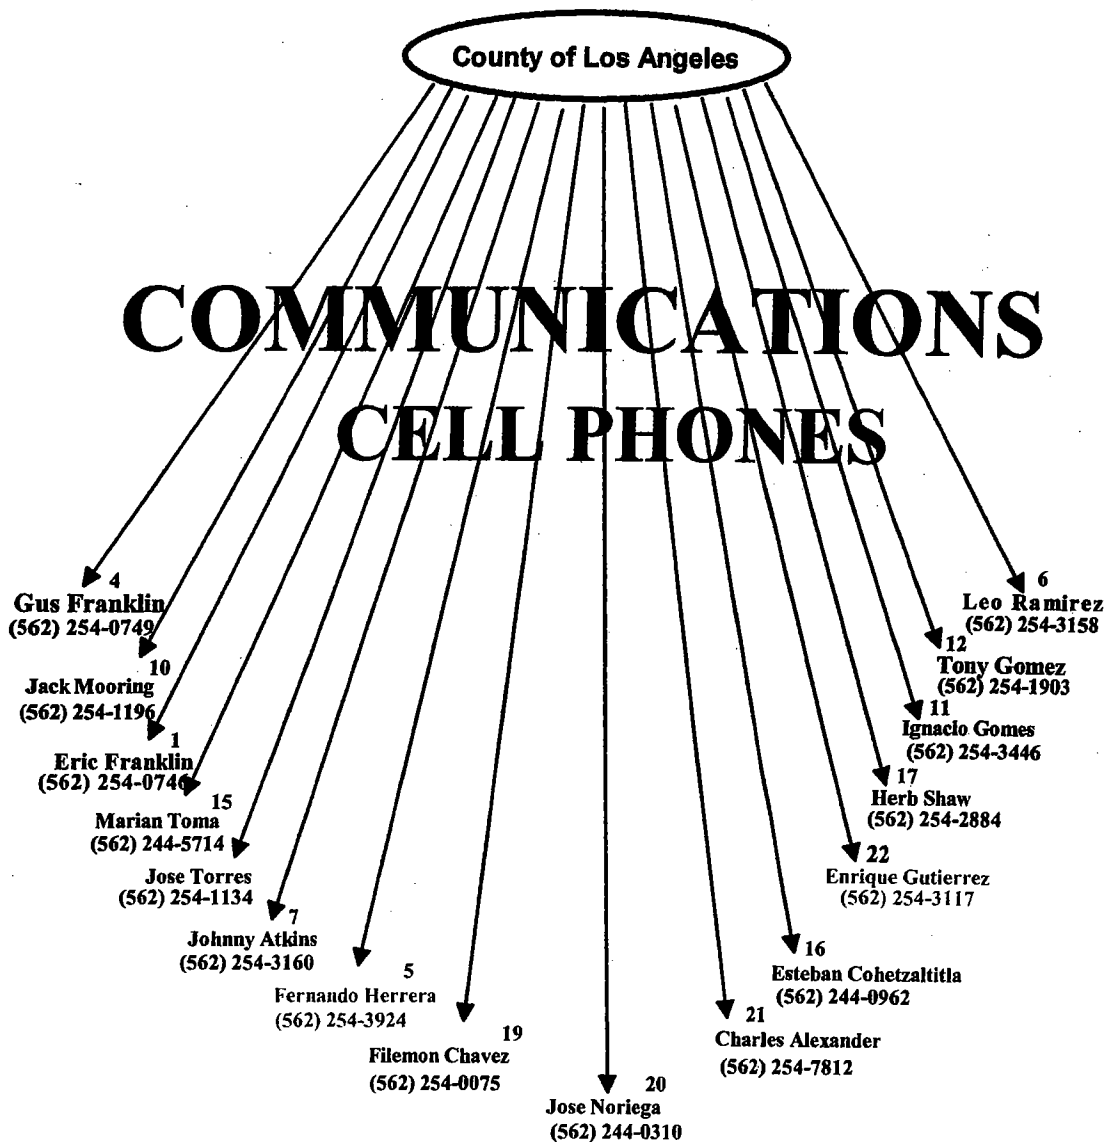 County of Los Angeles
COMMUNICATIONS
CELL PHONES
4
Gus Franklin
(562) 254-0749
10
Jack Mooring
(562) 254-1196
1
Eric Franklin
(562) 254-0746
15
Marian Toma
(562) 244-5714
Jose Torres
(562) 254-1134
7
Johnny Atkins
(562) 254-3160
5
Fernando Herrera
(562) 254-3924
19
Filemon Chavez
(562) 254-0075
20
Jose Noriega
(562) 244-0310
21
Charles Alexander
(562) 254-7812
16
Esteban Cohetzaltitla
(562) 244-0962
22
Enrique Gutierrez
(562) 254-3117
17
Herb Shaw
(562) 254-2884
11
Ignacio Gomes
(562) 254-3446
12
Tony Gomez
(562) 254-1903
6
Leo Ramirez
(562) 254-3158